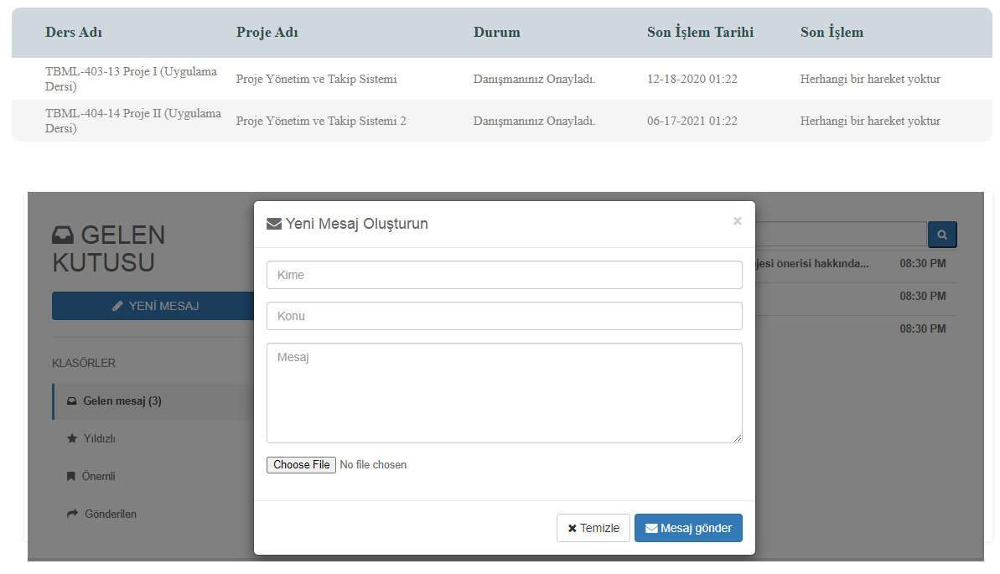 Ders Adı Proje Adı Durum Son İşlem Tarihi Son İşlem
TBML-403-13 Proje I (Uygulama
Dersi) Proje Yönetim ve Takip Sistemi Danışmanınız Onayladı. 12-18-2020 01:22 Herhangi bir hareket yoktur
TBML-404-14 Proje II (Uygulama
Dersi) Proje Yönetim ve Takip Sistemi 2 Danışmanınız Onayladı. 06-17-2021 01:22 Herhangi bir hareket yoktur
GELEN
KUTUSU
YENİ MESAJ
KLASÖRLER
Gelen mesaj (3)
Yıldızlı
Önemli
Gönderilen
Yeni Mesaj Oluşturun ×
Kime
Konu
Mesaj
Choose File No file chosen
Temizle Mesaj gönder
önerisi hakkında... 08:30 PM
08:30 PM
08:30 PM